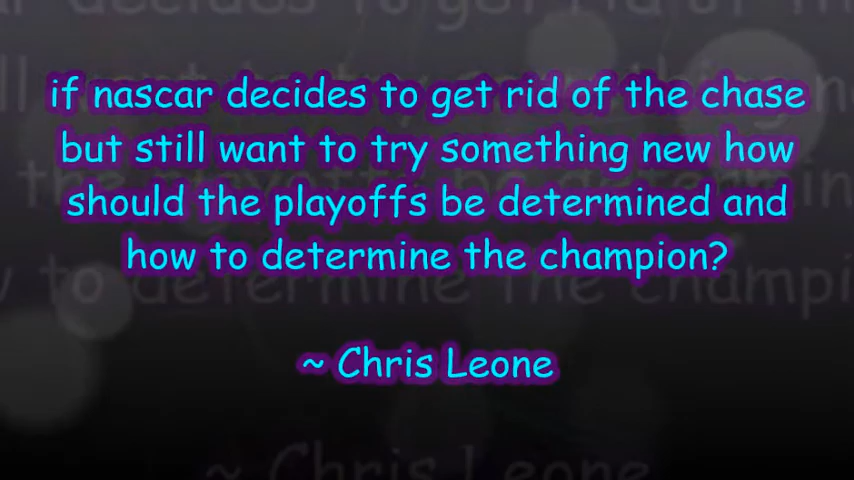 if nascar decides to get rid of the chase
but still want to try something new how
should the playoffs be determined and
how to determine the champion?
~ Chris Leone